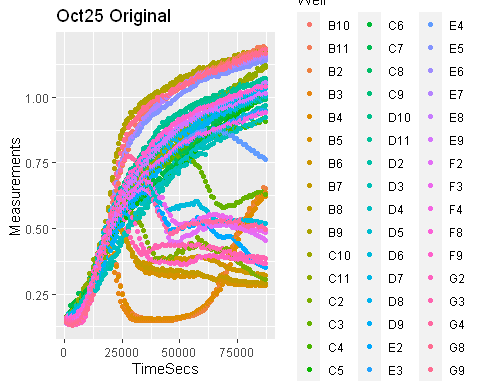 Oct25 Original
Measurements
1.00
0.75
0.50
0.25
0
25000
50000
75000
TimeSecs
Well
B10
B11
B2
B3
B4
B5
B6
B7
B8
B9
C10
C11
C2
C3
C4
C5
C6
C7
C8
C9
D10
D11
D2
D3
D4
D5
D6
D7
D8
D9
E2
E3
E4
E5
E6
E7
E8
E9
F2
F3
F4
F8
F9
G2
G3
G4
G8
G9